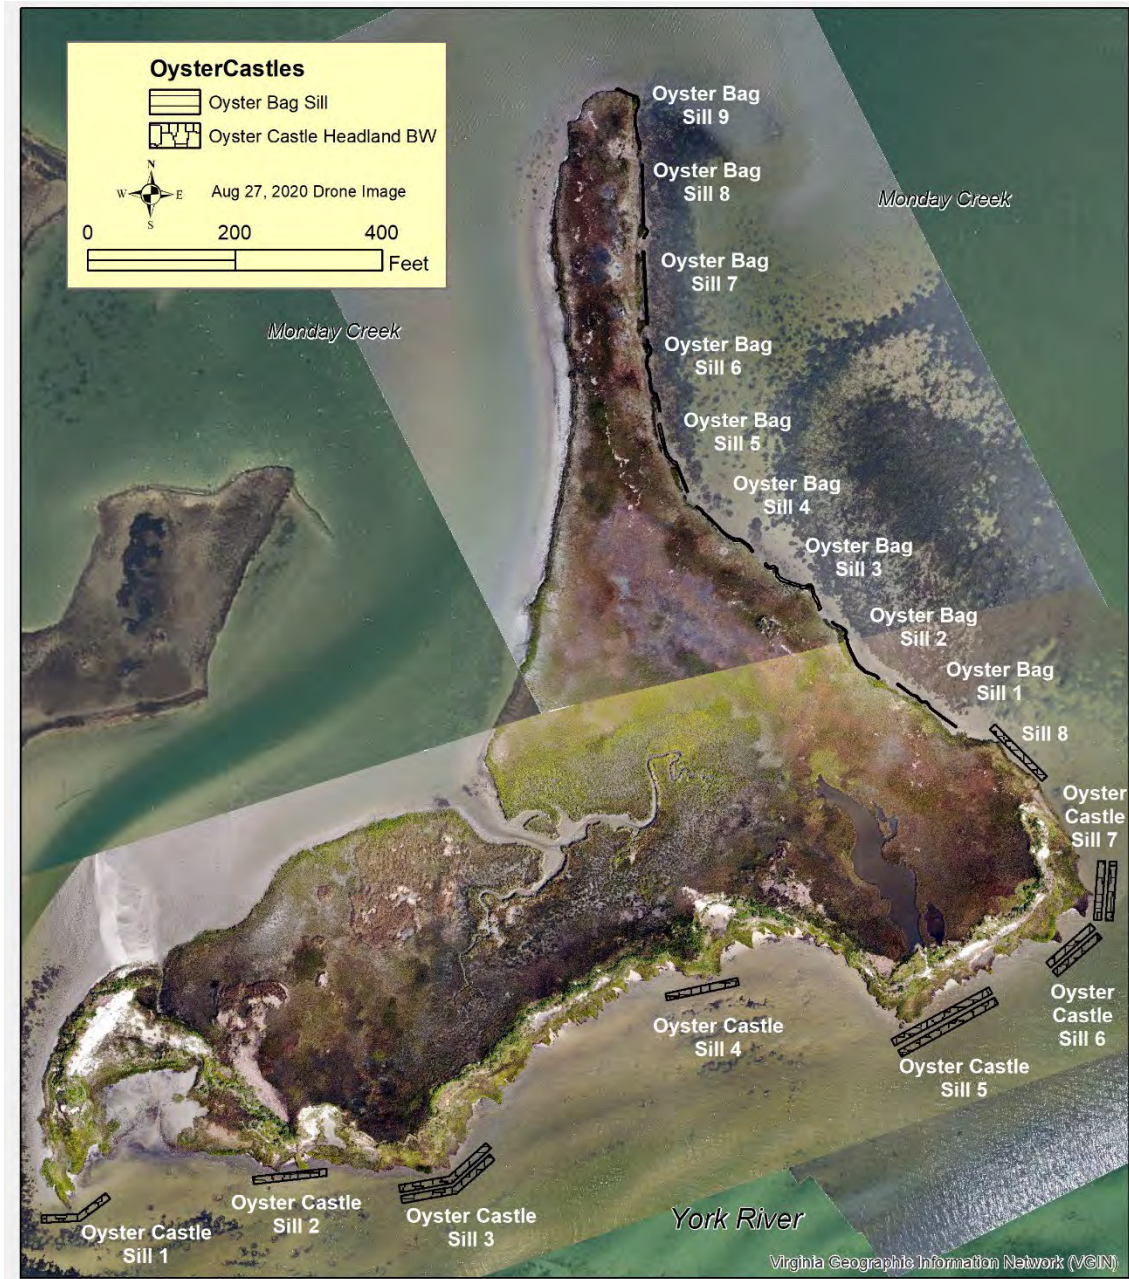 OysterCastles
Oyster Bag Sill
Oyster Castle Headland BW
N
W E
S
Aug 27, 2020 Drone Image
0 200 400
Feet
Oyster Bag
Sill 9
Oyster Bag
Sill 8
Monday Creek
Oyster Bag
Sill 7
Monday Creek
Oyster Bag
Sill 6
Oyster Bag
Sill 5
Oyster Bag
Sill 4
Oyster Bag
Sill 3
Oyster Bag
Sill 2
Oyster Bag
Sill 1
Sill 8
Oyster
Castle
Sill 7
Oyster
Castle
Sill 6
Oyster Castle
Sill 4
Oyster Castle
Sill 5
Oyster Castle
Sill 2
Oyster Castle
Sill 3
Oyster Castle
Sill 1
York River
Virginia Geographic Information Network (VGIN)